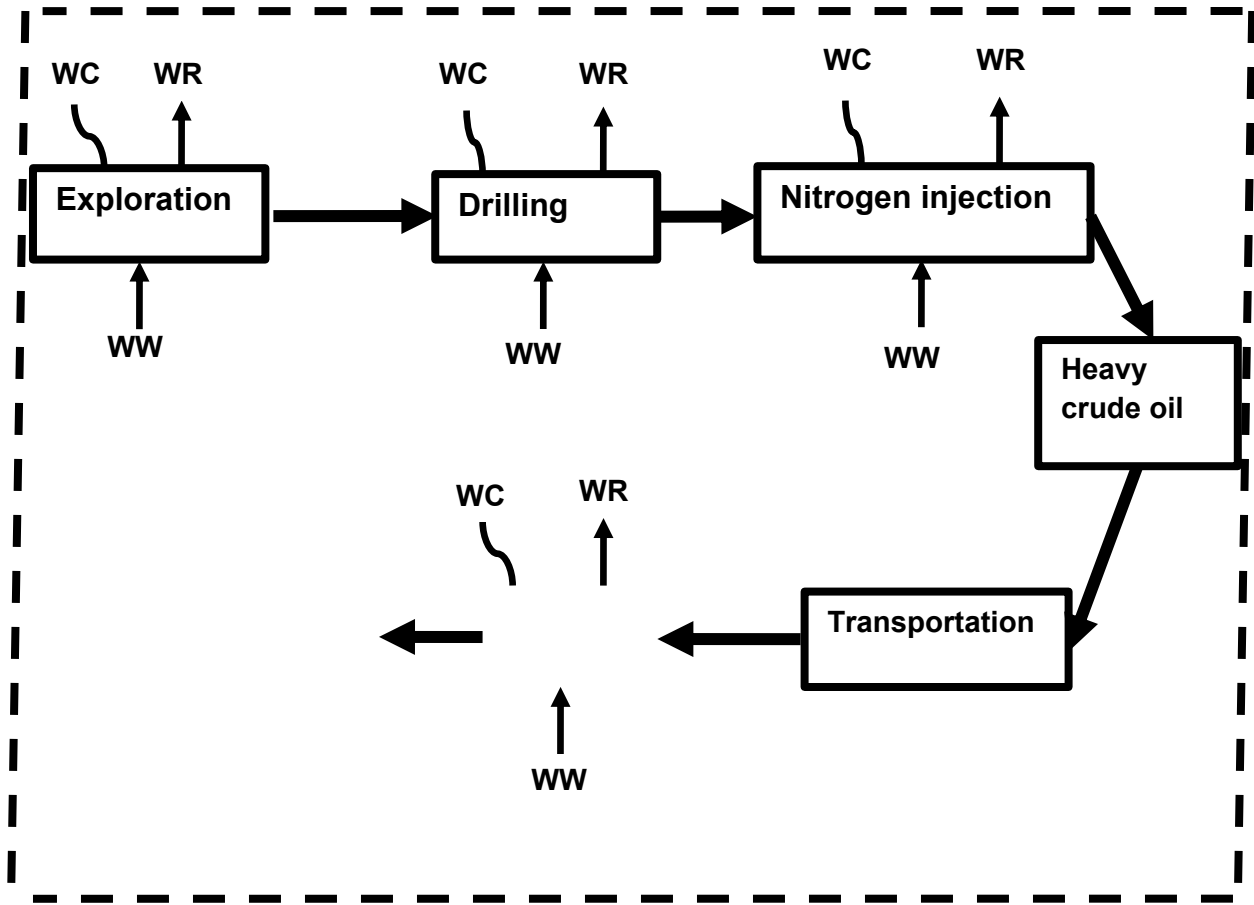 WC WR
WC WR
WC WR
Exploration
Drilling
Nitrogen injection
WW
WW
WW
Heavy
crude oil
WC WR
Transportation
WW